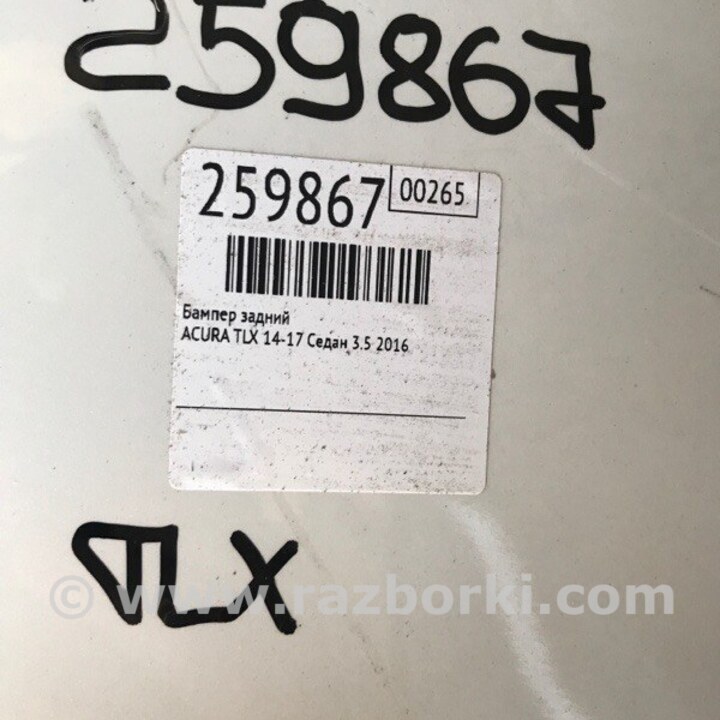 259867
259867 00265
Бампер задний
ACURA TLX 14-17 Седан 3.5 2016
TLX
© www.razborki.com